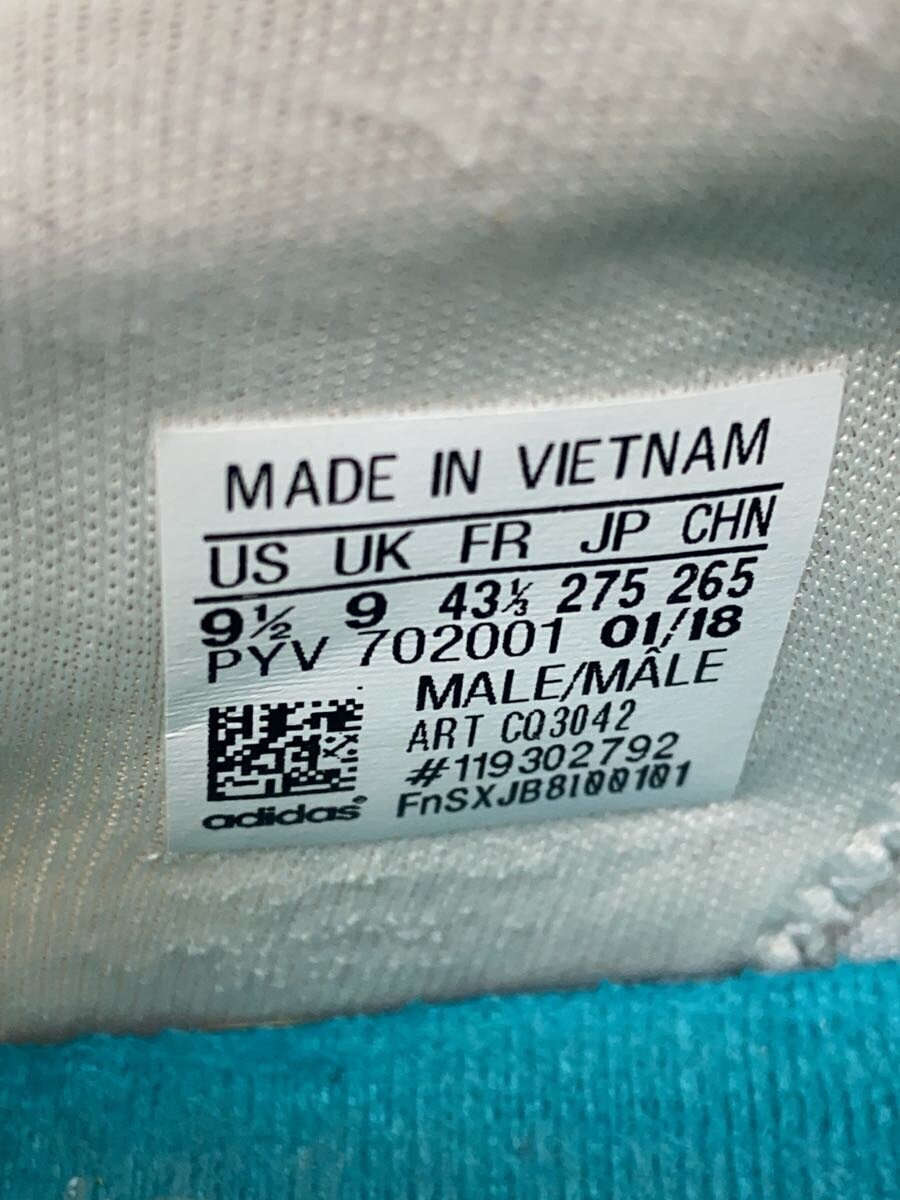 MADE IN VIETNAM
US UK FR JP CHN
9½ 9 43⅓ 275 265
PYV 702001 01/18
MALE/MÂLE
ART CQ3042
#119302792
adidas® FnSXJB8I00101